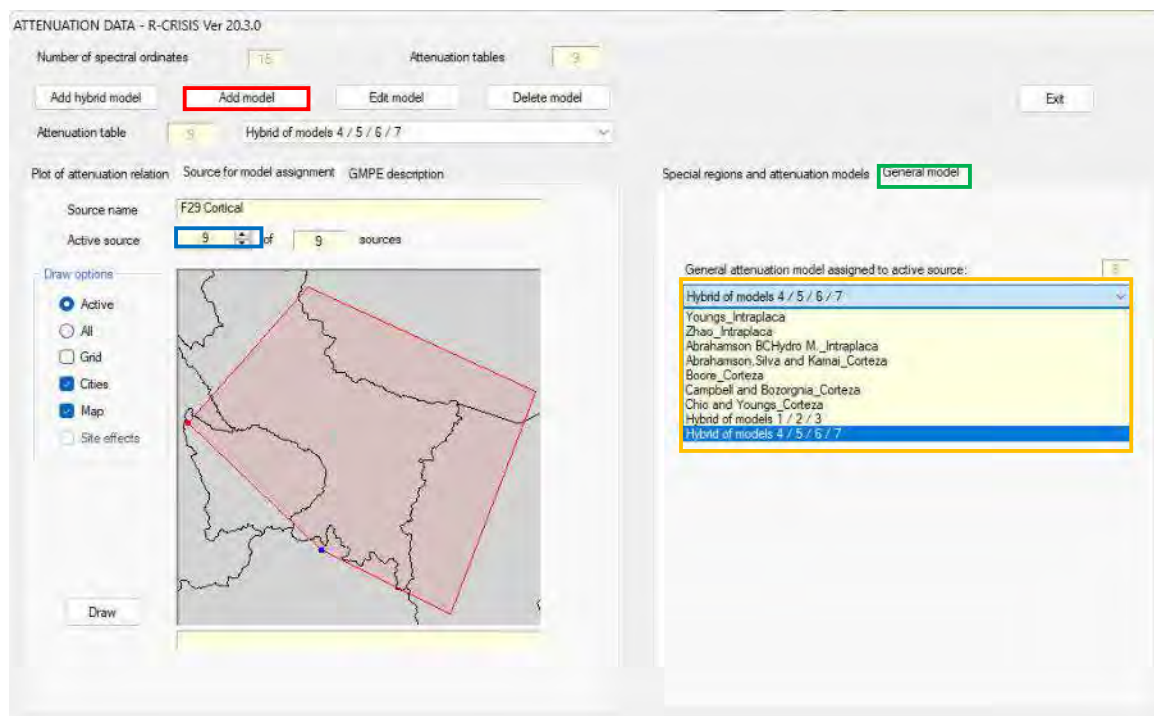 ATTENUATION DATA - R-CRISIS Ver 20.3.0
Number of spectral ordinates 15 Attenuation tables 9
Add hybrid model Add model Edit model Delete model Exit
Attenuation table 9 Hybrid of models 4 / 5 / 6 / 7
Plot of attenuation relation Source for model assignment GMPE description
Special regions and attenuation models General model
Source name F29 Cortical
Active source 9 of 9 sources
Draw options
Active
All
Grid
Cities
Map
Site effects
Draw
General attenuation model assigned to active source:
Hybrid of models 4 / 5 / 6 / 7
Youngs_Intraplaca
Zhao_Intraplaca
Abrahamson BCHydro M._Intraplaca
Abrahamson,Silva and Kamai_Corteza
Boore_Corteza
Campbell and Bozorgnia_Corteza
Chio and Youngs_Corteza
Hybrid of models 1 / 2 / 3
Hybrid of models 4 / 5 / 6 / 7